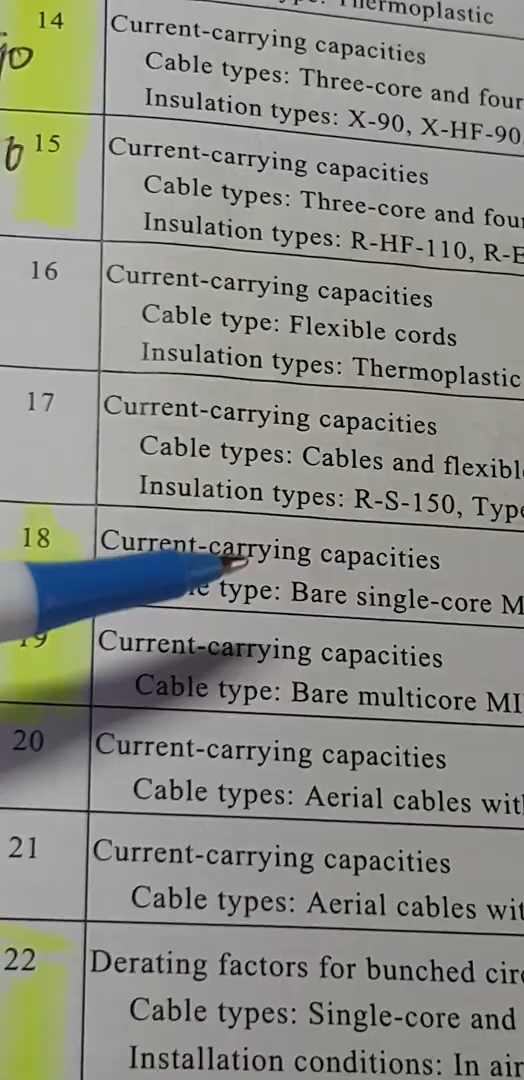 Thermoplastic
14 Current-carrying capacities
Cable types: Three-core and four
Insulation types: X-90, X-HF-90
15 Current-carrying capacities
Cable types: Three-core and fou
Insulation types: R-HF-110, R-E
16 Current-carrying capacities
Cable type: Flexible cords
Insulation types: Thermoplastic
17 Current-carrying capacities
Cable types: Cables and flexibl
Insulation types: R-S-150, Type
18 Current-carrying capacities
type: Bare single-core M
19 Current-carrying capacities
Cable type: Bare multicore MI
20 Current-carrying capacities
Cable types: Aerial cables wit
21 Current-carrying capacities
Cable types: Aerial cables wit
22 Derating factors for bunched circ
Cable types: Single-core and
Installation conditions: In air